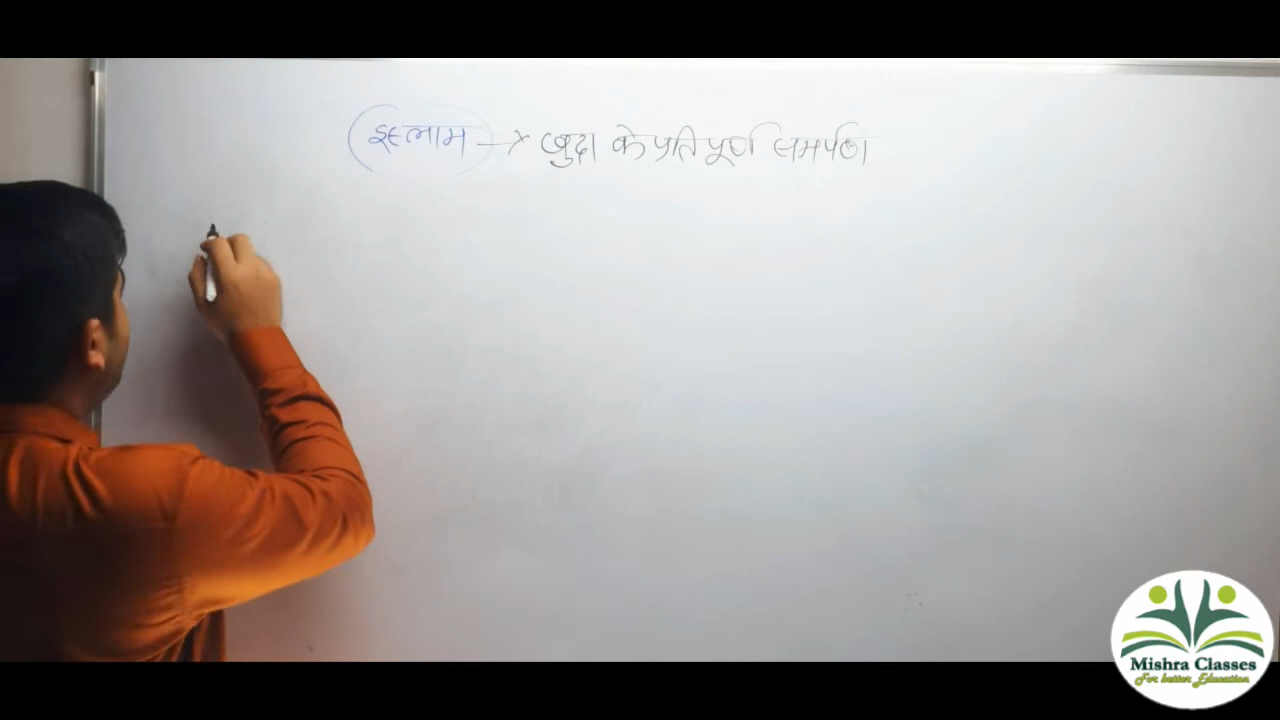 इस्लाम → खुदा के प्रति पूर्ण समर्पण
Mishra Classes
For better Education